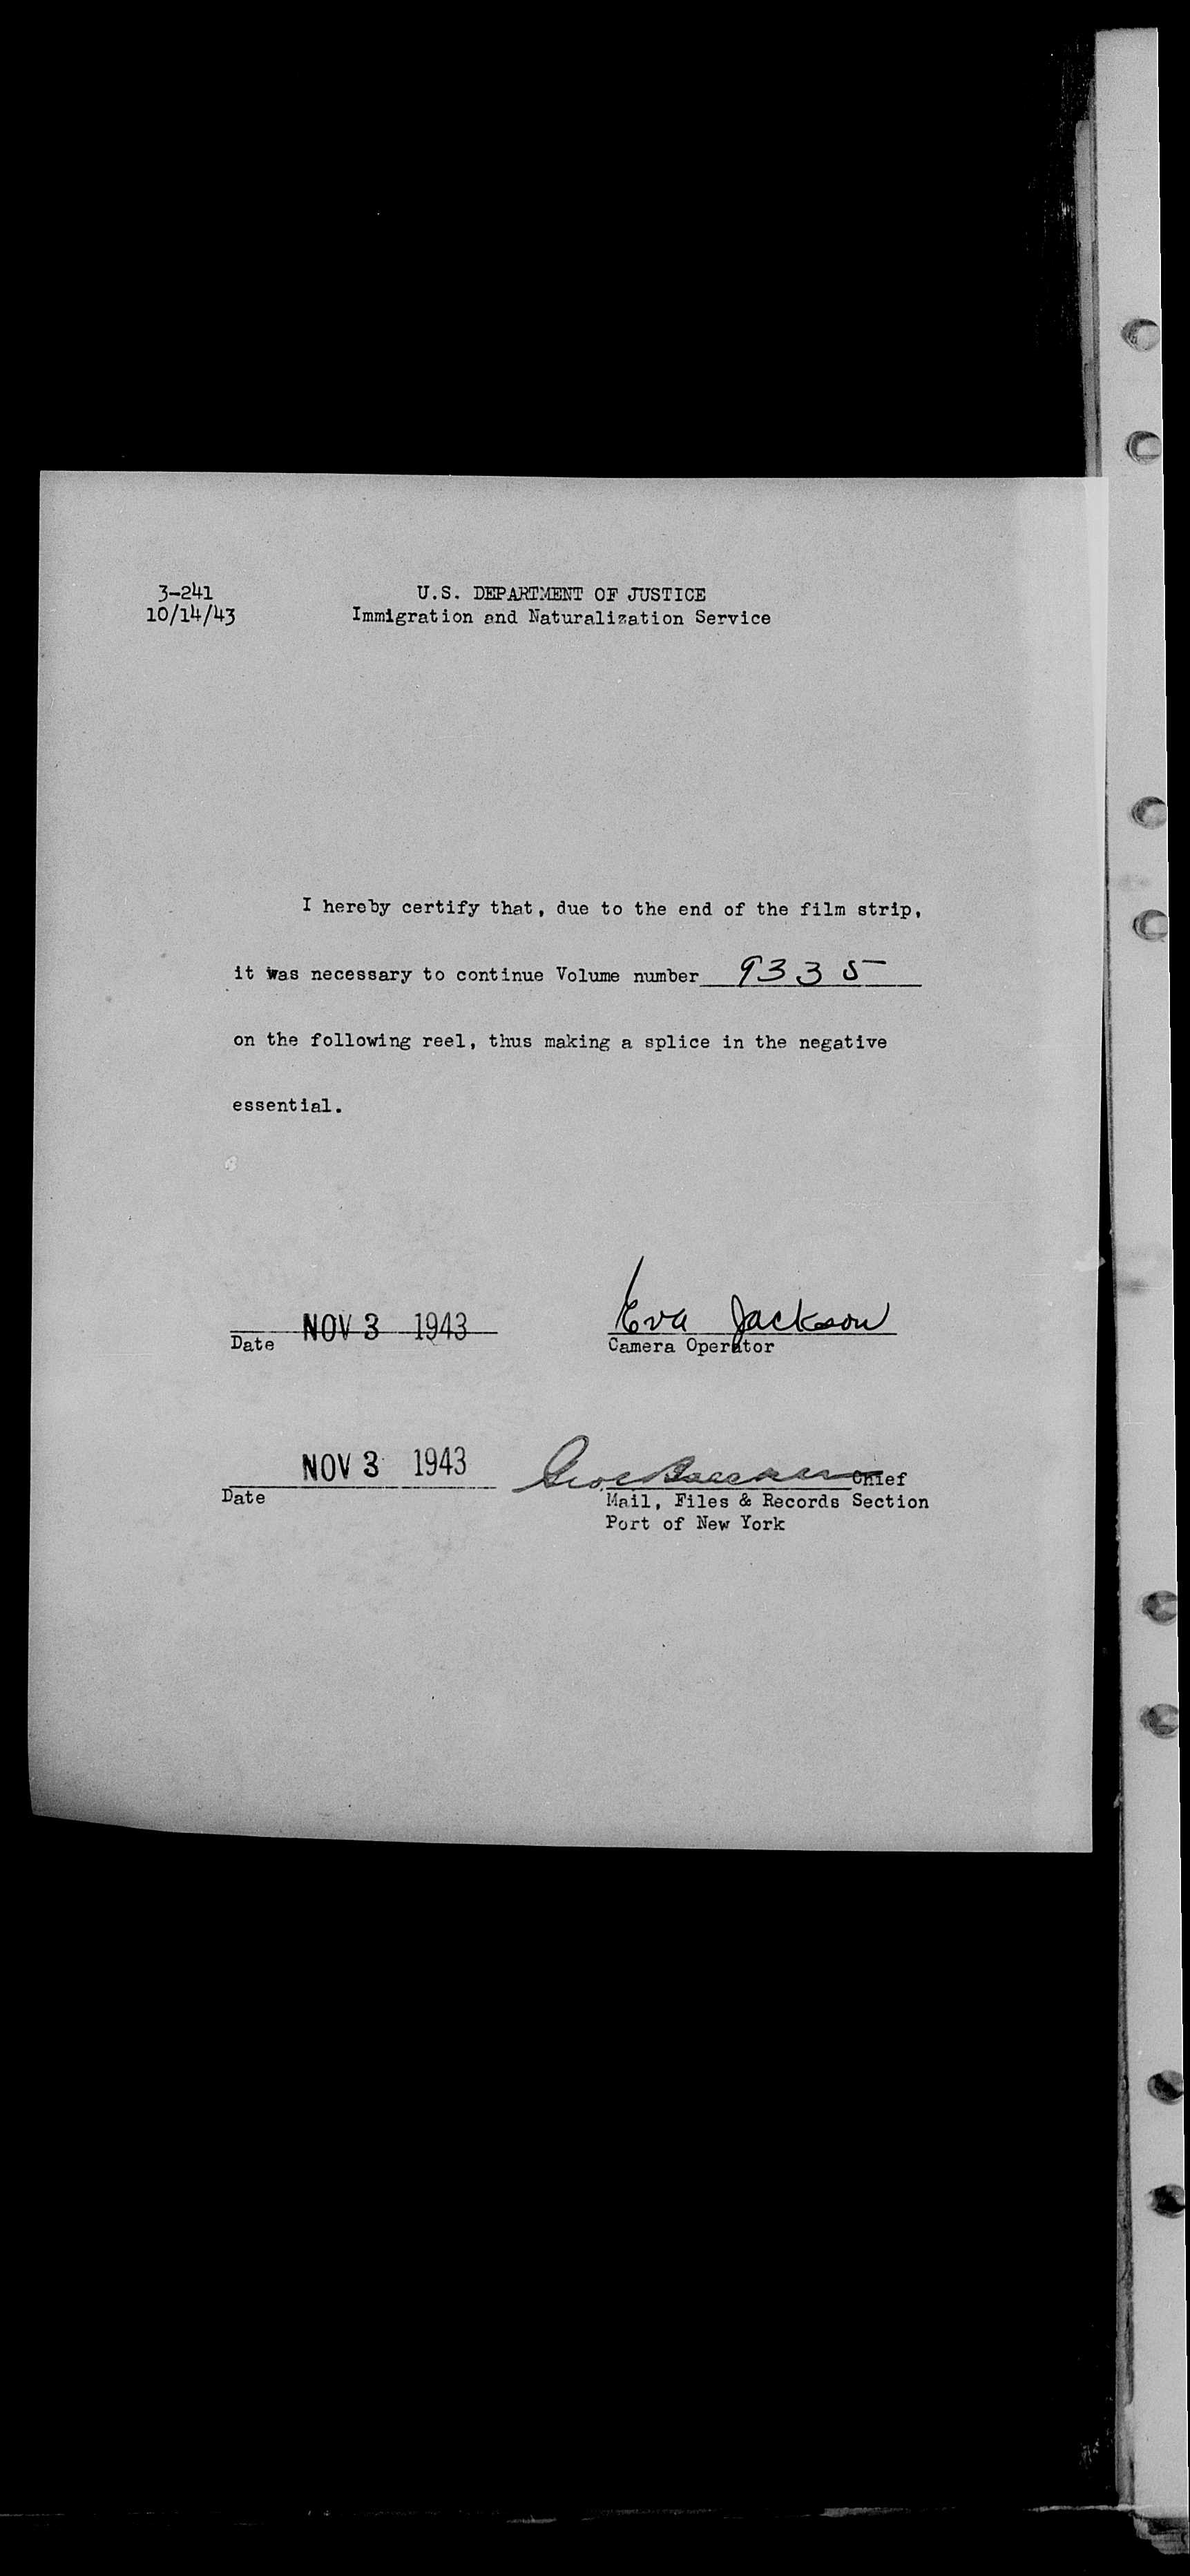 3-241
10/14/43
U.S. DEPARTMENT OF JUSTICE
Immigration and Naturalization Service
I hereby certify that, due to the end of the film strip,
it was necessary to continue Volume number 9335
on the following reel, thus making a splice in the negative
essential.
NOV 3 1943
Date
Eva Jackson
Camera Operator
NOV 3 1943
Date
Chief
Mail, Files & Records Section
Port of New York